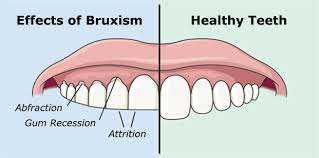 Effects of Bruxism
Healthy Teeth
Abfraction
Gum Recession
Attrition